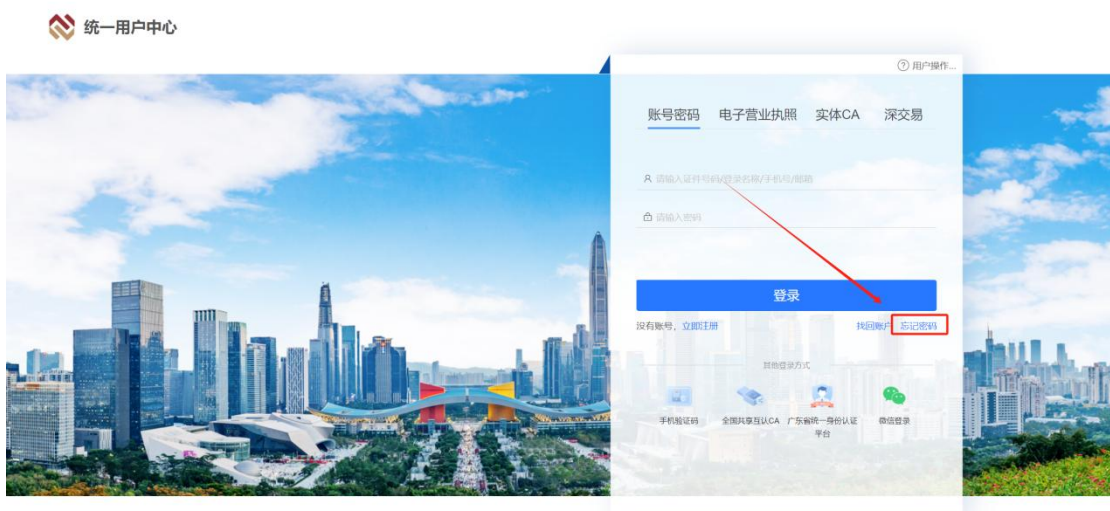 统一用户中心
用户操作...
账号密码 电子营业执照 实体CA 深交易
请输入证件号码/登录名称/手机号/邮箱
请输入密码
登录
没有账号，立即注册 找回账户 忘记密码
其他登录方式
手机验证码 全国共享互认CA 广东省统一身份认证 微信登录
平台